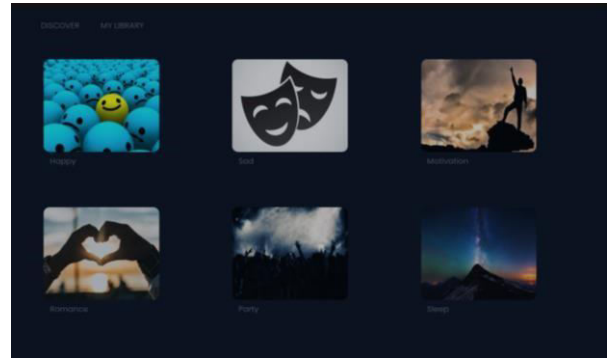 DISCOVER MY LIBRARY
Happy Sad Motivation
Romance Party Sleep